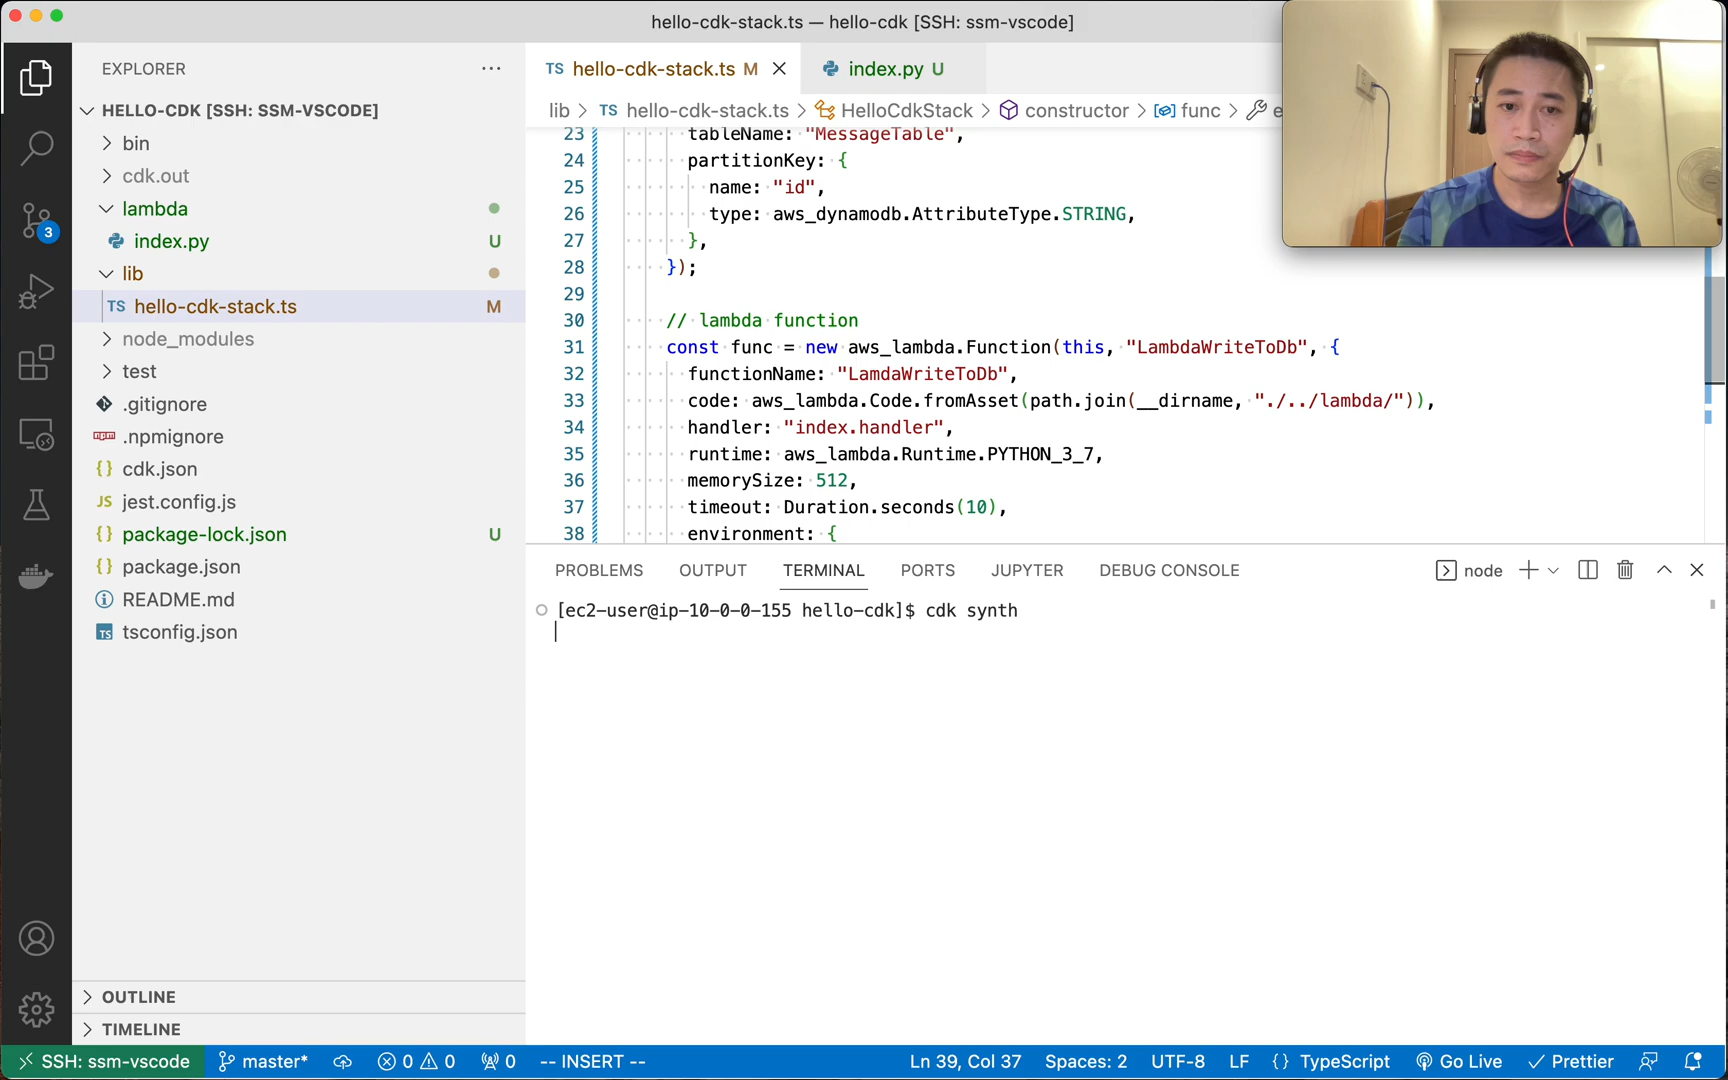 hello-cdk-stack.ts — hello-cdk [SSH: ssm-vscode]
EXPLORER
HELLO-CDK [SSH: SSM-VSCODE]
bin
cdk.out
lambda
index.py U
lib
TS hello-cdk-stack.ts M
node_modules
test
.gitignore
.npmignore
{} cdk.json
JS jest.config.js
{} package-lock.json U
{} package.json
README.md
TS tsconfig.json
OUTLINE
TIMELINE
3
TS hello-cdk-stack.ts M
index.py U
lib > TS hello-cdk-stack.ts > HelloCdkStack > constructor > func > e
23 tableName: "MessageTable",
24 partitionKey: {
25 name: "id",
26 type: aws_dynamodb.AttributeType.STRING,
27 },
28 });
29
30 // lambda function
31 const func = new aws_lambda.Function(this, "LambdaWriteToDb", {
32 functionName: "LamdaWriteToDb",
33 code: aws_lambda.Code.fromAsset(path.join(__dirname, "./../lambda/")),
34 handler: "index.handler",
35 runtime: aws_lambda.Runtime.PYTHON_3_7,
36 memorySize: 512,
37 timeout: Duration.seconds(10),
38 environment: {
PROBLEMS OUTPUT TERMINAL PORTS JUPYTER DEBUG CONSOLE
node
[ec2-user@ip-10-0-0-155 hello-cdk]$ cdk synth
SSH: ssm-vscode master* 0 0 0 -- INSERT -- Ln 39, Col 37 Spaces: 2 UTF-8 LF {} TypeScript Go Live Prettier